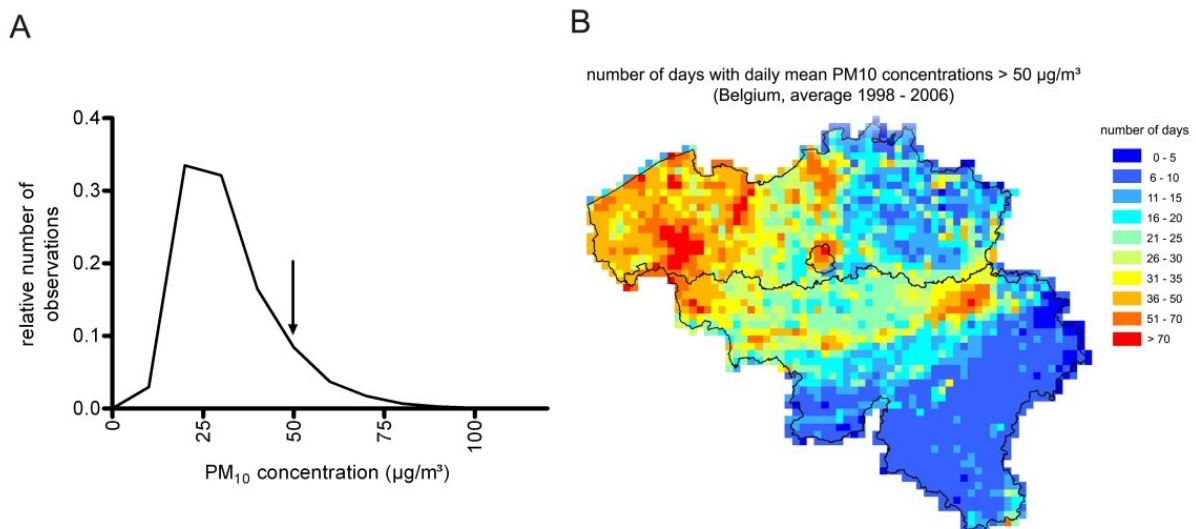 A
relative number of
observations
0.4
0.3
0.2
0.1
0.0
0
25
50
75
100
PM₁₀ concentration (µg/m³)
B
number of days with daily mean PM10 concentrations > 50 µg/m³
(Belgium, average 1998 - 2006)
number of days
0 - 5
6 - 10
11 - 15
16 - 20
21 - 25
26 - 30
31 - 35
36 - 50
51 - 70
> 70